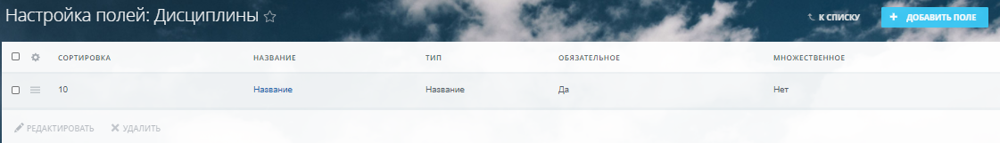 Настройка полей: Дисциплины
К СПИСКУ
ДОБАВИТЬ ПОЛЕ
СОРТИРОВКА НАЗВАНИЕ ТИП ОБЯЗАТЕЛЬНОЕ МНОЖЕСТВЕННОЕ
10 Название Название Да Нет
РЕДАКТИРОВАТЬ УДАЛИТЬ